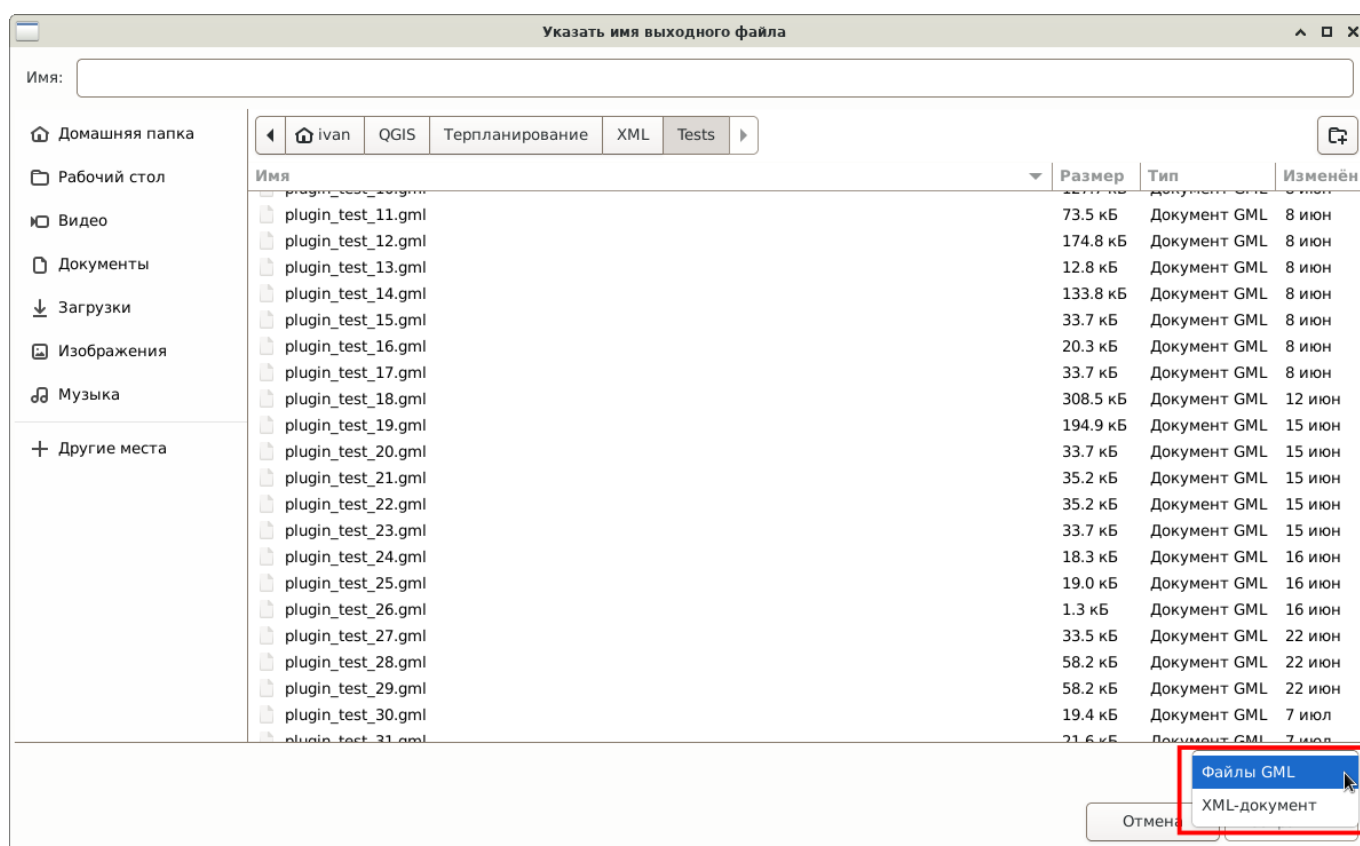 Указать имя выходного файла
Имя:
Домашняя папка
Рабочий стол
Видео
Документы
Загрузки
Изображения
Музыка
Другие места
ivan QGIS Терпланирование XML Tests
Имя Размер Тип Изменён
plugin_test_11.gml 73.5 кБ Документ GML 8 июн
plugin_test_12.gml 174.8 кБ Документ GML 8 июн
plugin_test_13.gml 12.8 кБ Документ GML 8 июн
plugin_test_14.gml 133.8 кБ Документ GML 8 июн
plugin_test_15.gml 33.7 кБ Документ GML 8 июн
plugin_test_16.gml 20.3 кБ Документ GML 8 июн
plugin_test_17.gml 33.7 кБ Документ GML 8 июн
plugin_test_18.gml 308.5 кБ Документ GML 12 июн
plugin_test_19.gml 194.9 кБ Документ GML 15 июн
plugin_test_20.gml 33.7 кБ Документ GML 15 июн
plugin_test_21.gml 35.2 кБ Документ GML 15 июн
plugin_test_22.gml 35.2 кБ Документ GML 15 июн
plugin_test_23.gml 33.7 кБ Документ GML 15 июн
plugin_test_24.gml 18.3 кБ Документ GML 16 июн
plugin_test_25.gml 19.0 кБ Документ GML 16 июн
plugin_test_26.gml 1.3 кБ Документ GML 16 июн
plugin_test_27.gml 33.5 кБ Документ GML 22 июн
plugin_test_28.gml 58.2 кБ Документ GML 22 июн
plugin_test_29.gml 58.2 кБ Документ GML 22 июн
plugin_test_30.gml 19.4 кБ Документ GML 7 июл
plugin_test_31.gml 21.6 кБ Документ GML 7 июл
Файлы GML
XML-документ
Отмена